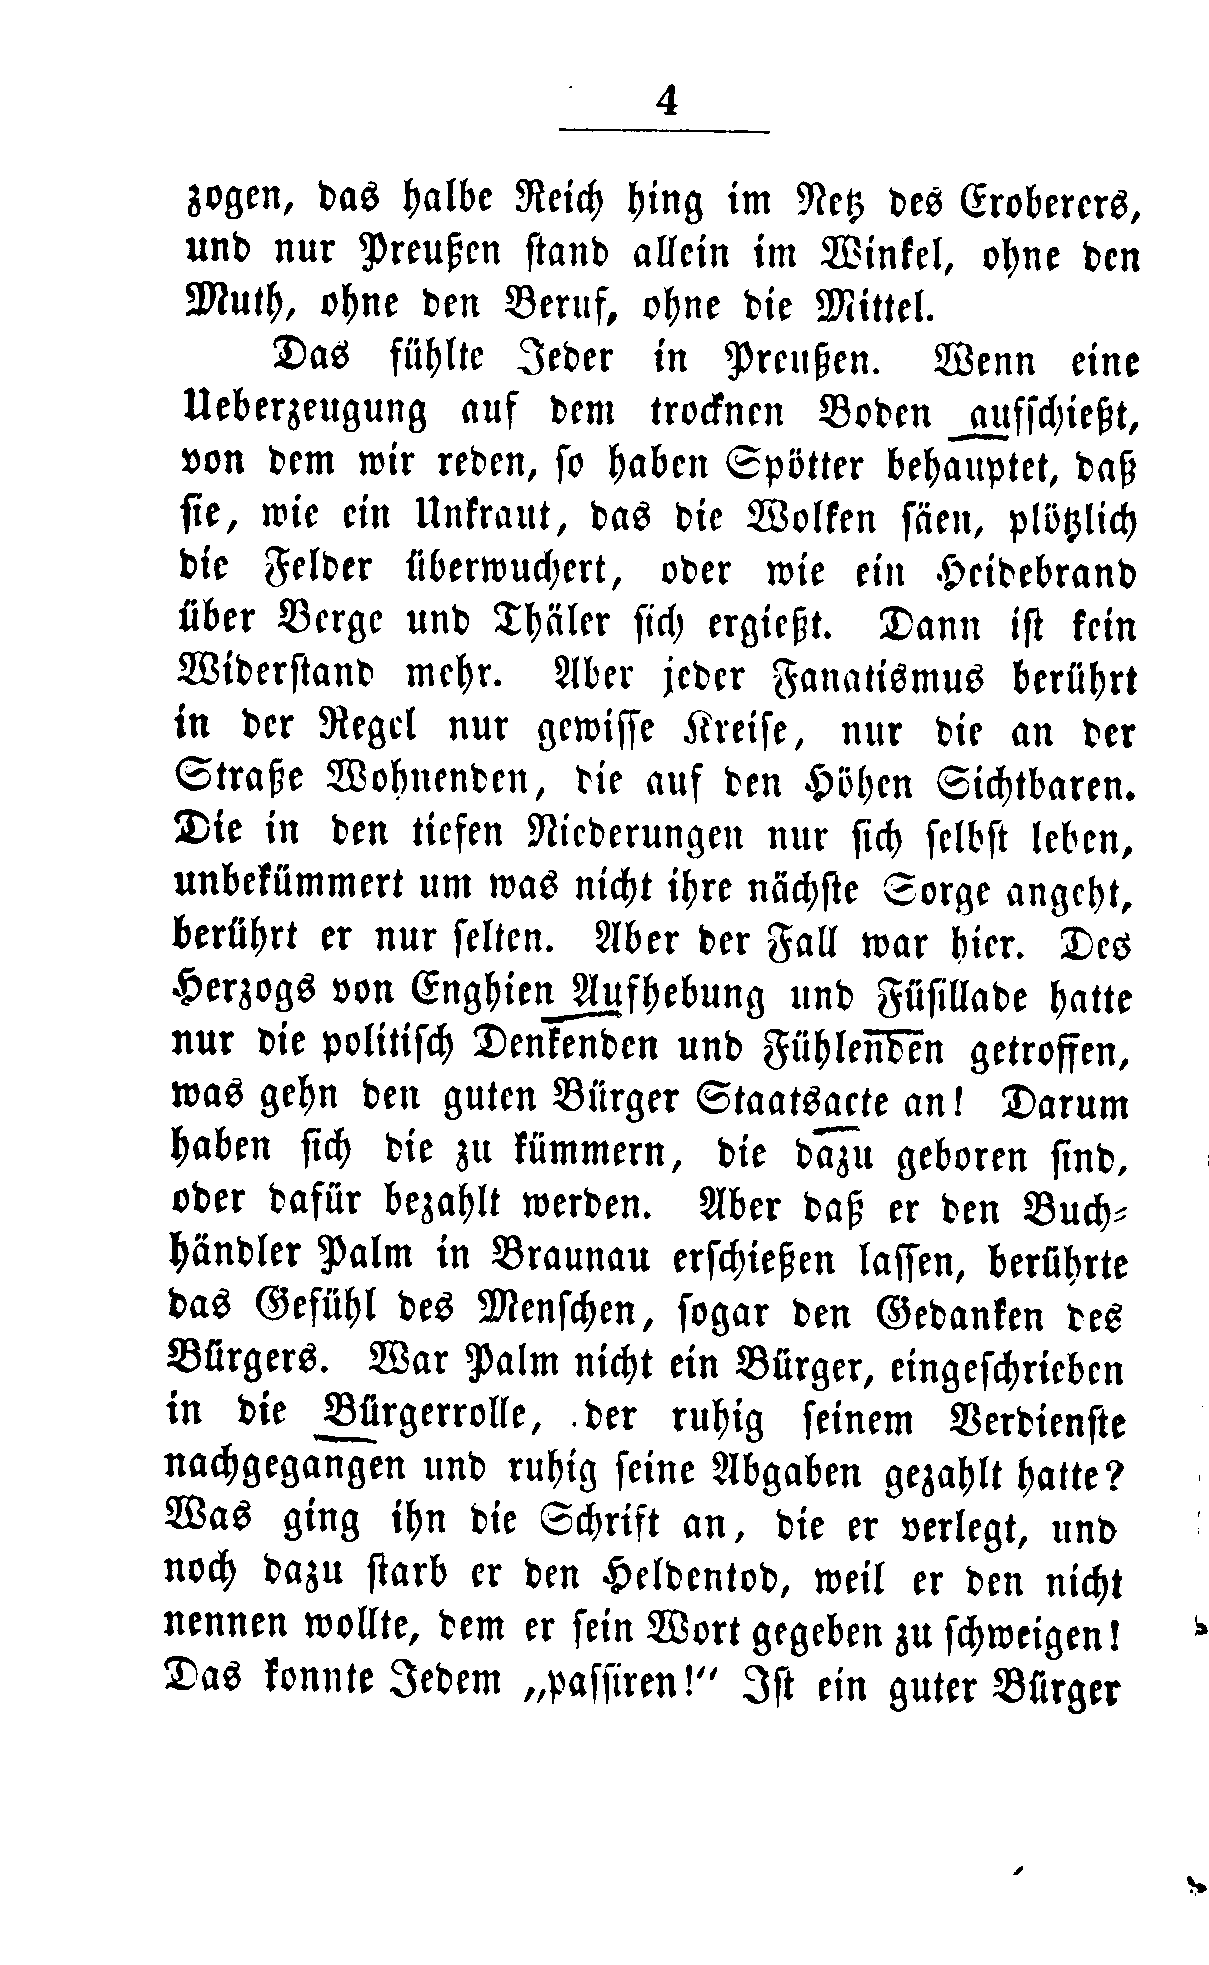 4
zogen, das halbe Reich hing im Netz des Eroberers,
und nur Preußen stand allein im Winkel, ohne den
Muth, ohne den Beruf, ohne die Mittel.
Das fühlte Jeder in Preußen. Wenn eine
Ueberzeugung auf dem trocknen Boden aufschießt,
von dem wir reden, so haben Spötter behauptet, daß
sie, wie ein Unkraut, das die Wolken säen, plötzlich
die Felder überwuchert, oder wie ein Heidebrand
über Berge und Thäler sich ergießt. Dann ist kein
Widerstand mehr. Aber jeder Fanatismus berührt
in der Regel nur gewisse Kreise, nur die an der
Straße Wohnenden, die auf den Höhen Sichtbaren.
Die in den tiefen Niederungen nur sich selbst leben,
unbekümmert um was nicht ihre nächste Sorge angeht,
berührt er nur selten. Aber der Fall war hier. Des
Herzogs von Enghien Aufhebung und Füsillade hatte
nur die politisch Denkenden und Fühlenden getroffen,
was gehn den guten Bürger Staatsacte an! Darum
haben sich die zu kümmern, die dazu geboren sind,
oder dafür bezahlt werden. Aber daß er den Buch⸗
händler Palm in Braunau erschießen lassen, berührte
das Gefühl des Menschen, sogar den Gedanken des
Bürgers. War Palm nicht ein Bürger, eingeschrieben
in die Bürgerrolle, der ruhig seinem Verdienste
nachgegangen und ruhig seine Abgaben gezahlt hatte?
Was ging ihn die Schrift an, die er verlegt, und
noch dazu starb er den Heldentod, weil er den nicht
nennen wollte, dem er sein Wort gegeben zu schweigen!
Das konnte Jedem „passiren!“ Ist ein guter Bürger